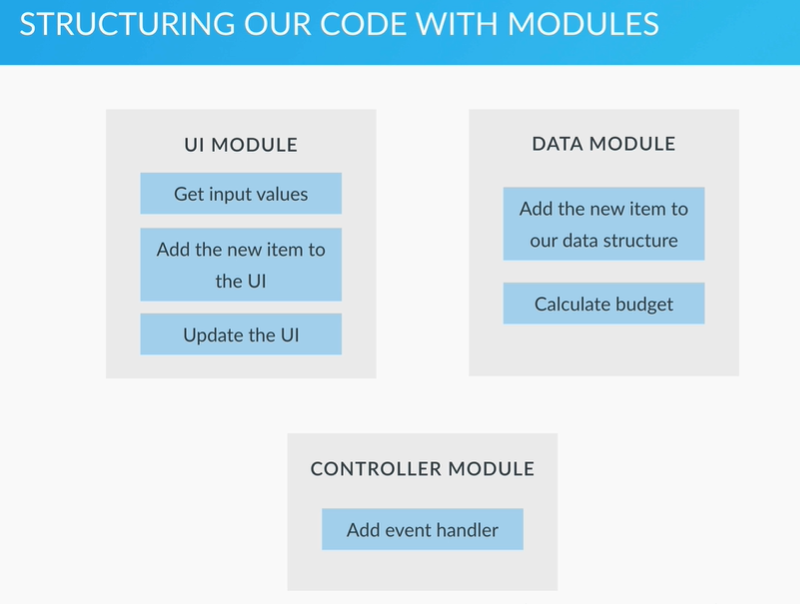 STRUCTURING OUR CODE WITH MODULES
UI MODULE
Get input values
Add the new item to
the UI
Update the UI
DATA MODULE
Add the new item to
our data structure
Calculate budget
CONTROLLER MODULE
Add event handler